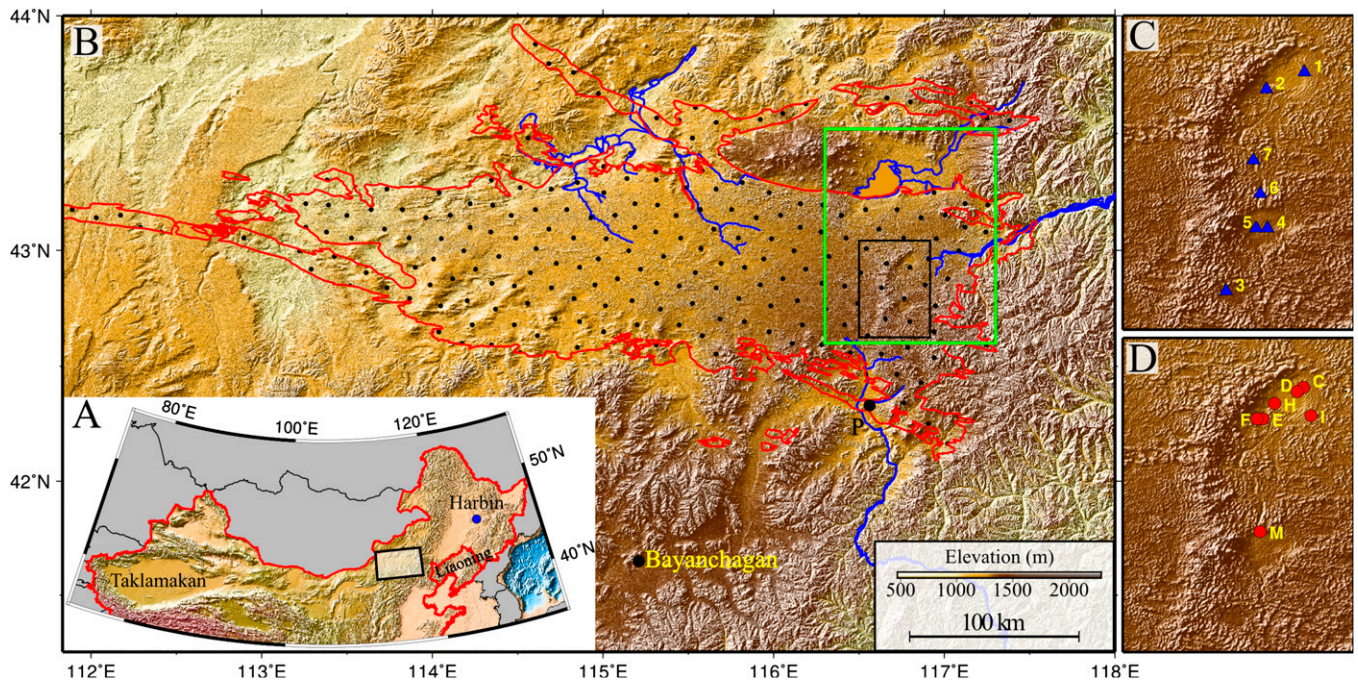 B
44°N
43°N
42°N
P
Bayanchagan
Elevation (m)
500 1000 1500 2000
100 km
112°E 113°E 114°E 115°E 116°E 117°E 118°E
A
80°E
100°E
120°E
50°N
40°N
Harbin
Liaoning
Taklamakan
C
1
2
7
6
5 4
3
D
D C
H
F E I
M